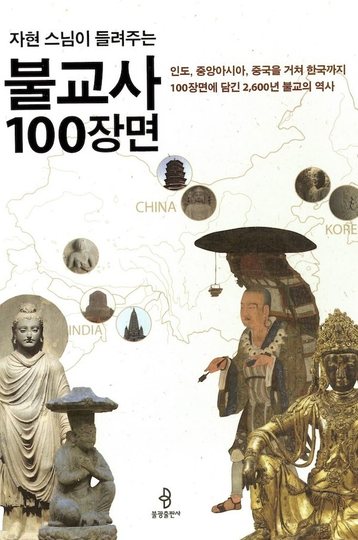 자현 스님이 들려주는
불교사
100장면
인도, 중앙아시아, 중국을 거쳐 한국까지
100장면에 담긴 2,600년 불교의 역사
CHINA
KORE
INDIA
불광출판사